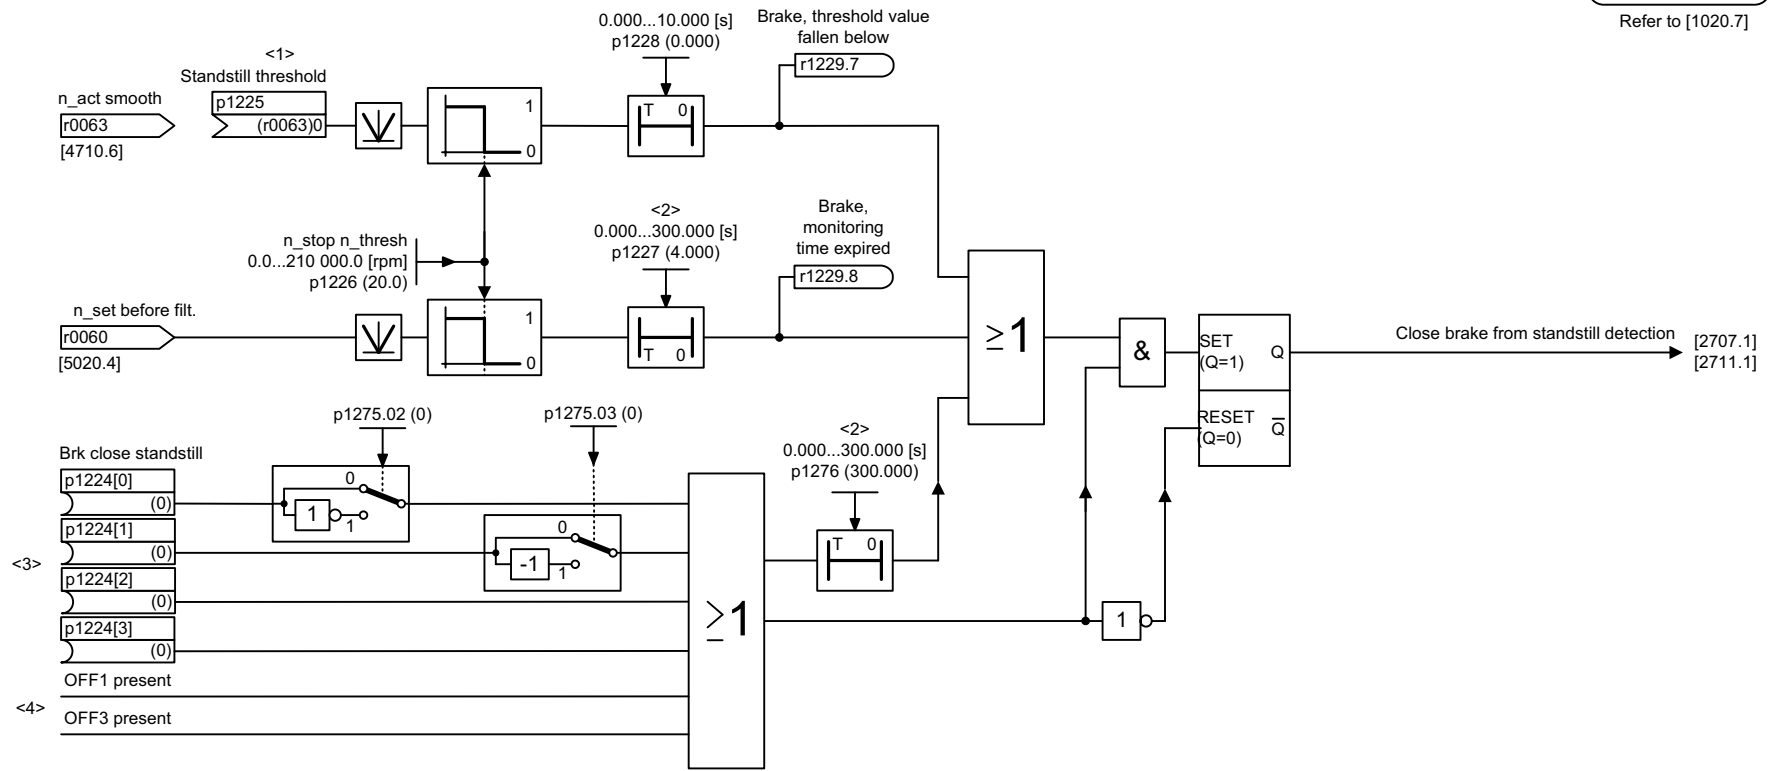 Refer to [1020.7]
0.000...10.000 [s]
p1228 (0.000)
Brake, threshold value
fallen below
r1229.7
<1>
Standstill threshold
n_act smooth
r0063
[4710.6]
p1225
(r0063)0
1
0
T 0
n_stop n_thresh
0.0...210 000.0 [rpm]
p1226 (20.0)
<2>
0.000...300.000 [s]
p1227 (4.000)
Brake,
monitoring
time expired
r1229.8
n_set before filt.
r0060
[5020.4]
1
0
T 0
≥1
&
SET
(Q=1)
Q
RESET
(Q=0)
Q̅
Close brake from standstill detection
[2707.1]
[2711.1]
p1275.02 (0)
p1275.03 (0)
<2>
0.000...300.000 [s]
p1276 (300.000)
Brk close standstill
p1224[0]
(0)
0
1
1
p1224[1]
(0)
0
-1
1
<3>
p1224[2]
(0)
p1224[3]
(0)
≥1
T 0
1
OFF1 present
<4>
OFF3 present